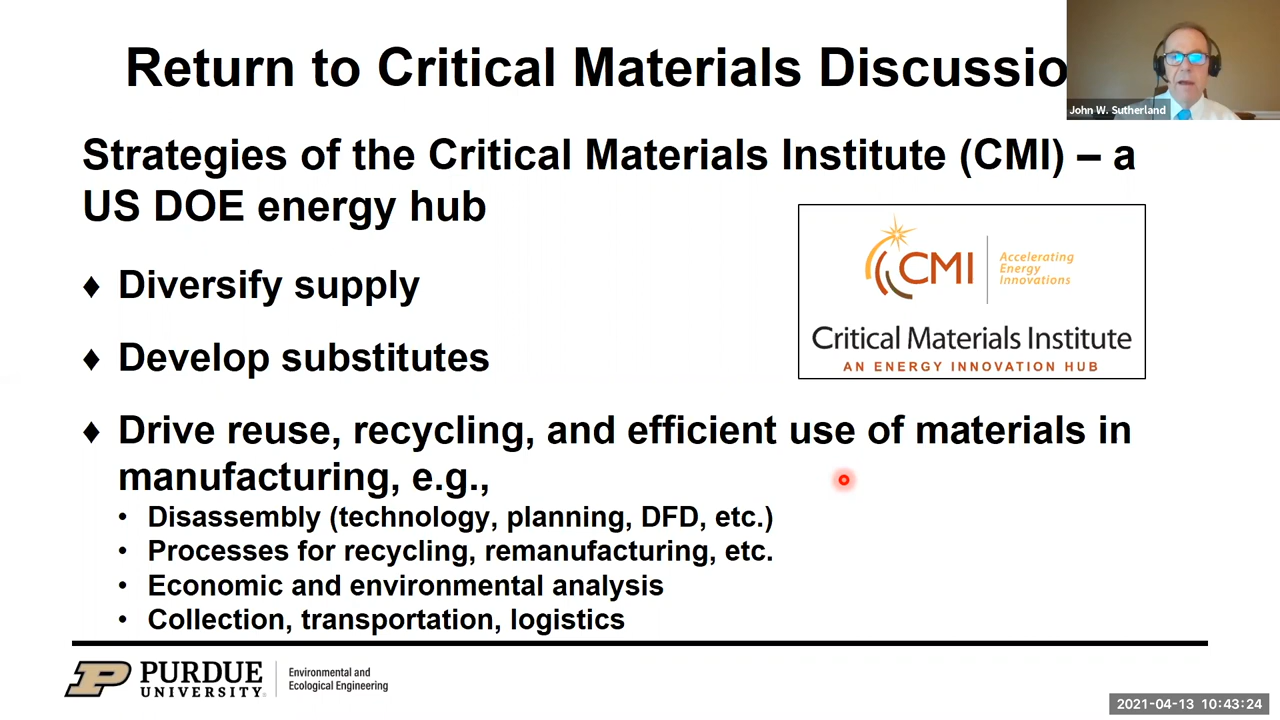 Return to Critical Materials Discussio
John W. Sutherland
Strategies of the Critical Materials Institute (CMI) – a
US DOE energy hub
CMI
Accelerating
Energy
Innovations
Critical Materials Institute
AN ENERGY INNOVATION HUB
♦ Diversify supply
♦ Develop substitutes
♦ Drive reuse, recycling, and efficient use of materials in
manufacturing, e.g.,
• Disassembly (technology, planning, DFD, etc.)
• Processes for recycling, remanufacturing, etc.
• Economic and environmental analysis
• Collection, transportation, logistics
P PURDUE
UNIVERSITY®
Environmental and
Ecological Engineering
2021-04-13 10:43:24